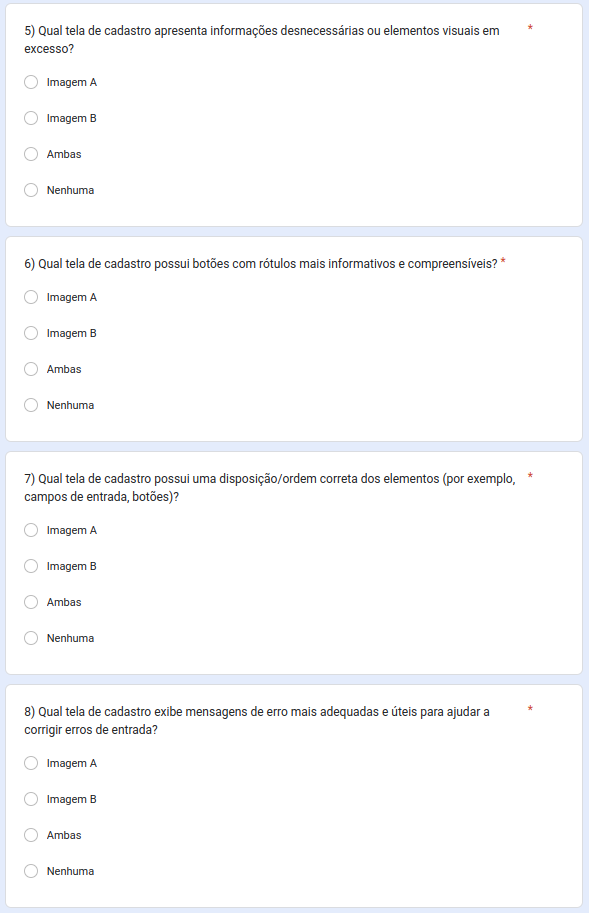 5) Qual tela de cadastro apresenta informações desnecessárias ou elementos visuais em *
excesso?
Imagem A
Imagem B
Ambas
Nenhuma
6) Qual tela de cadastro possui botões com rótulos mais informativos e compreensíveis? *
Imagem A
Imagem B
Ambas
Nenhuma
7) Qual tela de cadastro possui uma disposição/ordem correta dos elementos (por exemplo, *
campos de entrada, botões)?
Imagem A
Imagem B
Ambas
Nenhuma
8) Qual tela de cadastro exibe mensagens de erro mais adequadas e úteis para ajudar a *
corrigir erros de entrada?
Imagem A
Imagem B
Ambas
Nenhuma